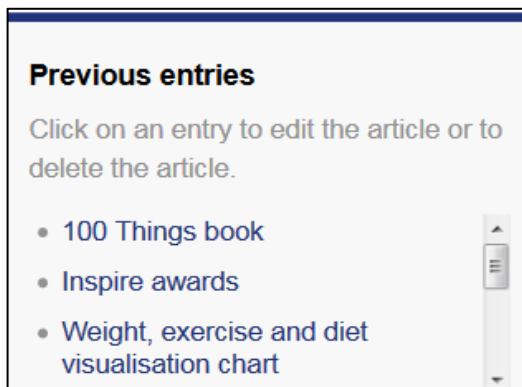 Previous entries
Click on an entry to edit the article or to
delete the article.
100 Things book
Inspire awards
Weight, exercise and diet
visualisation chart